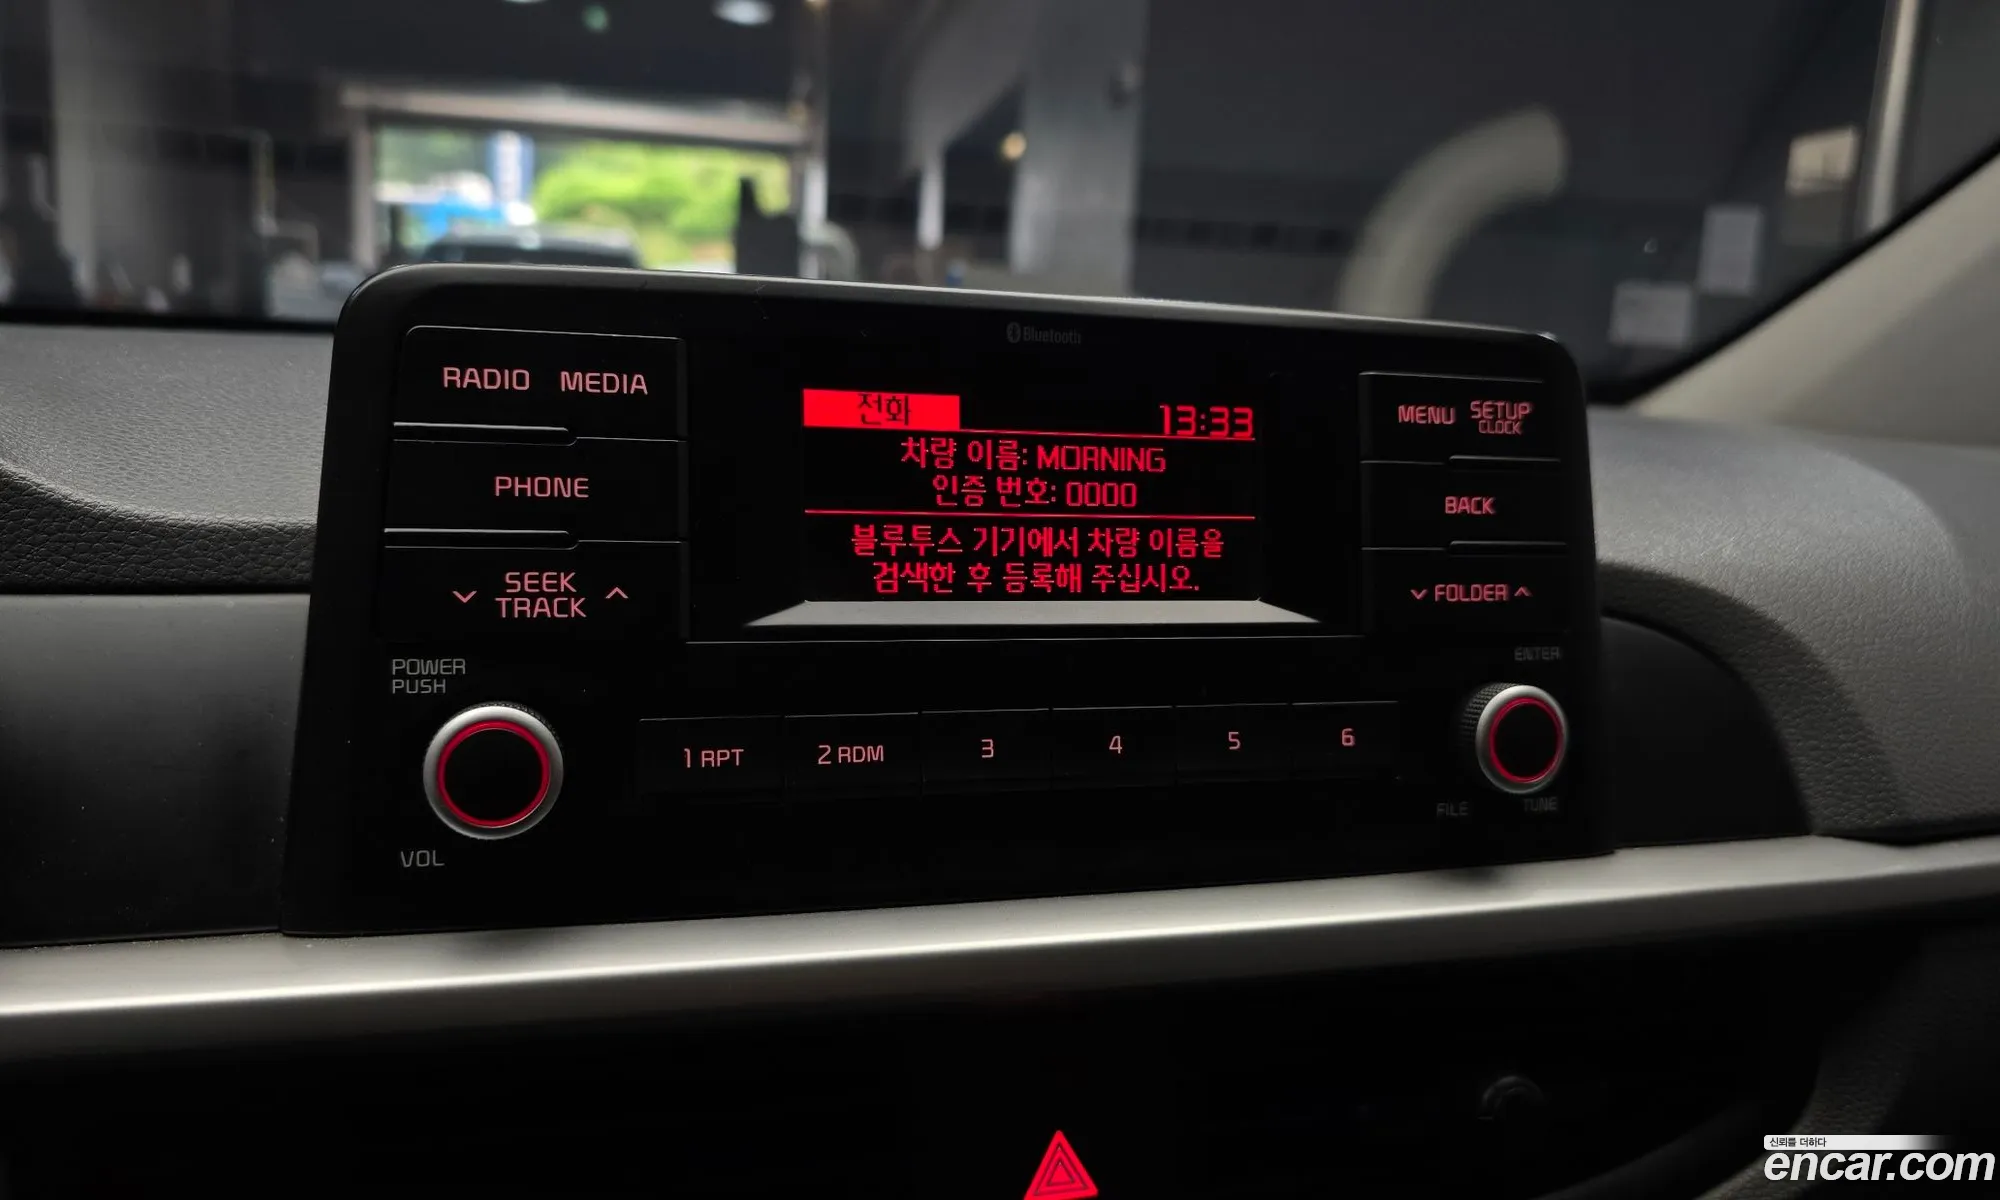 Bluetooth
RADIO MEDIA
전화 13:33
MENU SETUP
CLOCK
차량 이름: MORNING
인증 번호: 0000
PHONE
BACK
블루투스 기기에서 차량 이름을
검색한 후 등록해 주십시오.
SEEK
TRACK
FOLDER
POWER
PUSH
ENTER
1 RPT 2 RDM 3 4 5 6
FILE TUNE
VOL
신뢰를 더하다
encar.com